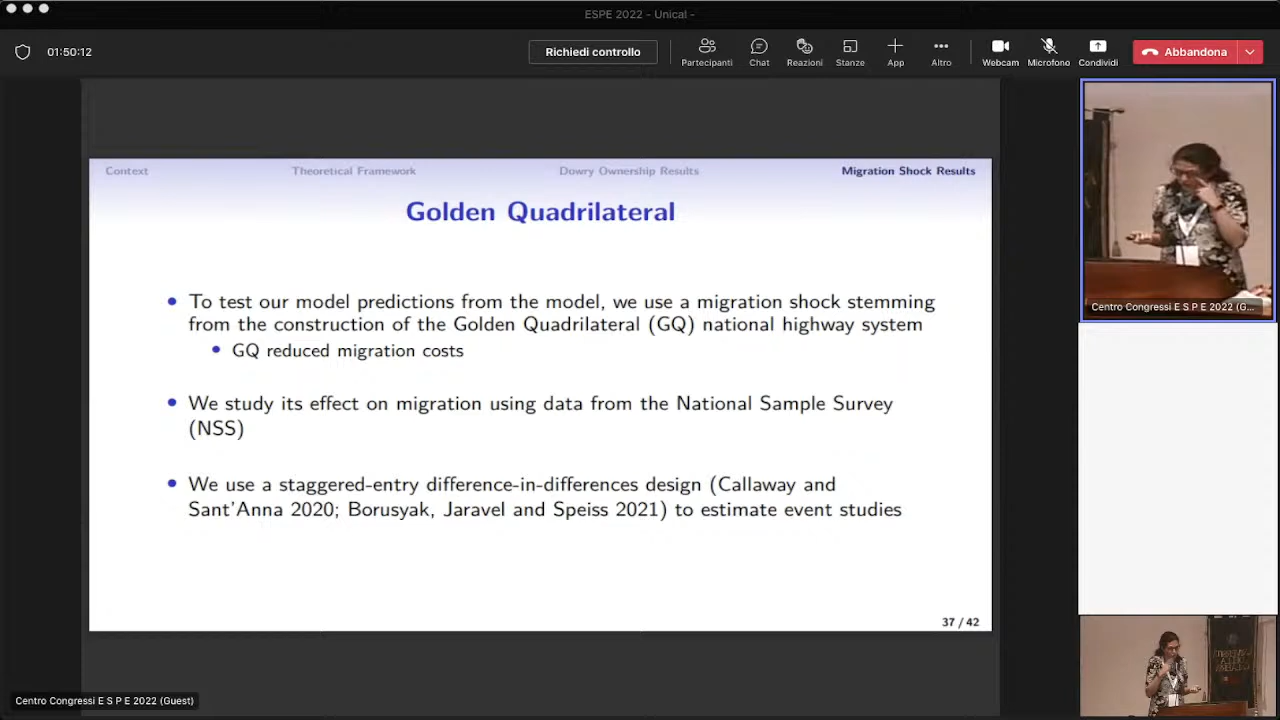 ESPE 2022 - Unical -
01:50:12
Richiedi controllo
Partecipanti
Chat
Reazioni
Stanze
App
Altro
Webcam
Microfono
Condividi
Abbandona
Context
Theoretical Framework
Dowry Ownership Results
Migration Shock Results
Golden Quadrilateral
To test our model predictions from the model, we use a migration shock stemming
from the construction of the Golden Quadrilateral (GQ) national highway system
GQ reduced migration costs
We study its effect on migration using data from the National Sample Survey
(NSS)
We use a staggered-entry difference-in-differences design (Callaway and
Sant'Anna 2020; Borusyak, Jaravel and Speiss 2021) to estimate event studies
37 / 42
Centro Congressi E S P E 2022 (G...
Centro Congressi E S P E 2022 (Guest)